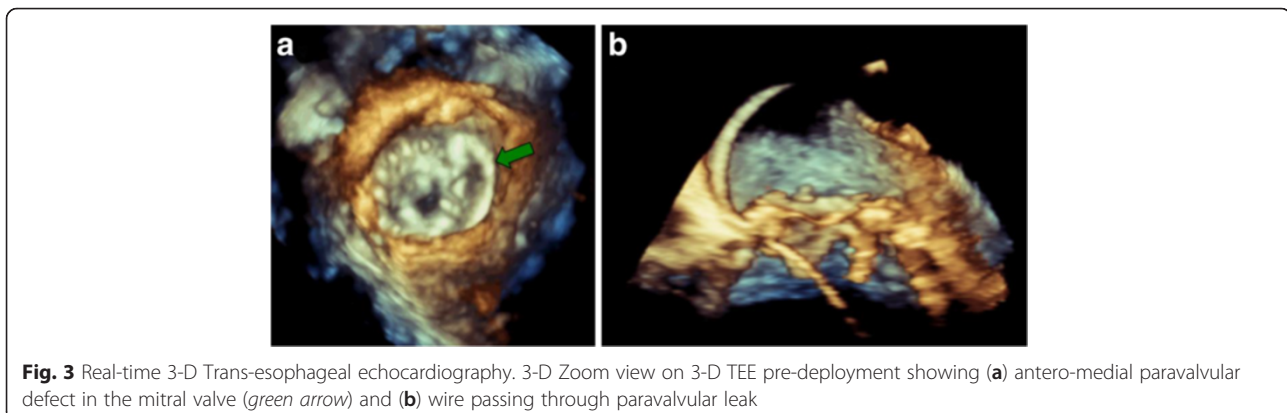 a
b
Fig. 3 Real-time 3-D Trans-esophageal echocardiography. 3-D Zoom view on 3-D TEE pre-deployment showing (a) antero-medial paravalvular
defect in the mitral valve (green arrow) and (b) wire passing through paravalvular leak